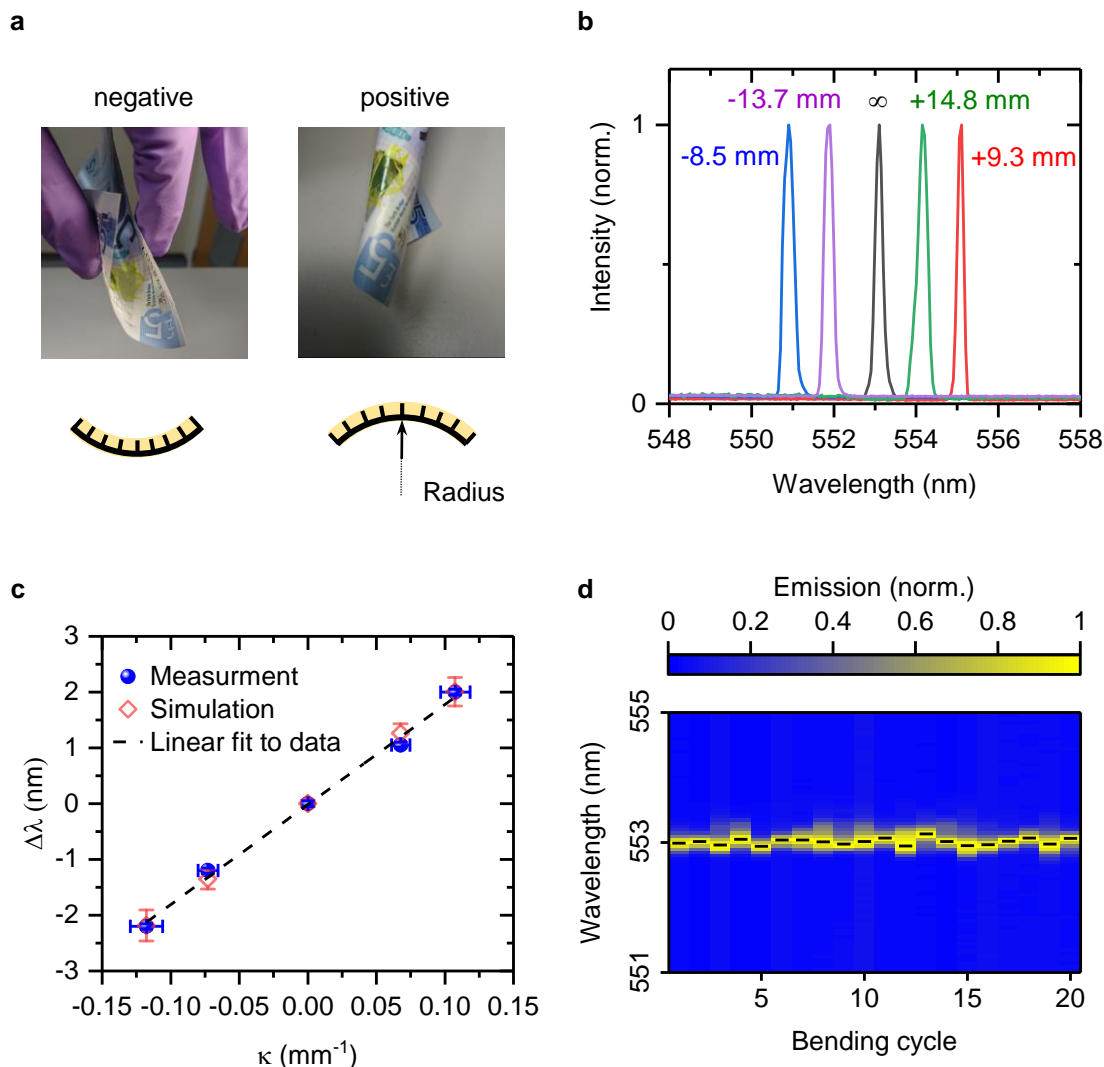 a
negative
positive
Radius
b
-13.7 mm
∞
+14.8 mm
-8.5 mm
+9.3 mm
Intensity (norm.)
1
0
548
550
552
554
556
558
Wavelength (nm)
c
Measurment
Simulation
Linear fit to data
Δλ (nm)
3
2
1
0
-1
-2
-3
-0.15
-0.10
-0.05
0.00
0.05
0.10
0.15
κ (mm-1)
d
Emission (norm.)
0
0.2
0.4
0.6
0.8
1
Wavelength (nm)
555
553
551
5
10
15
20
Bending cycle